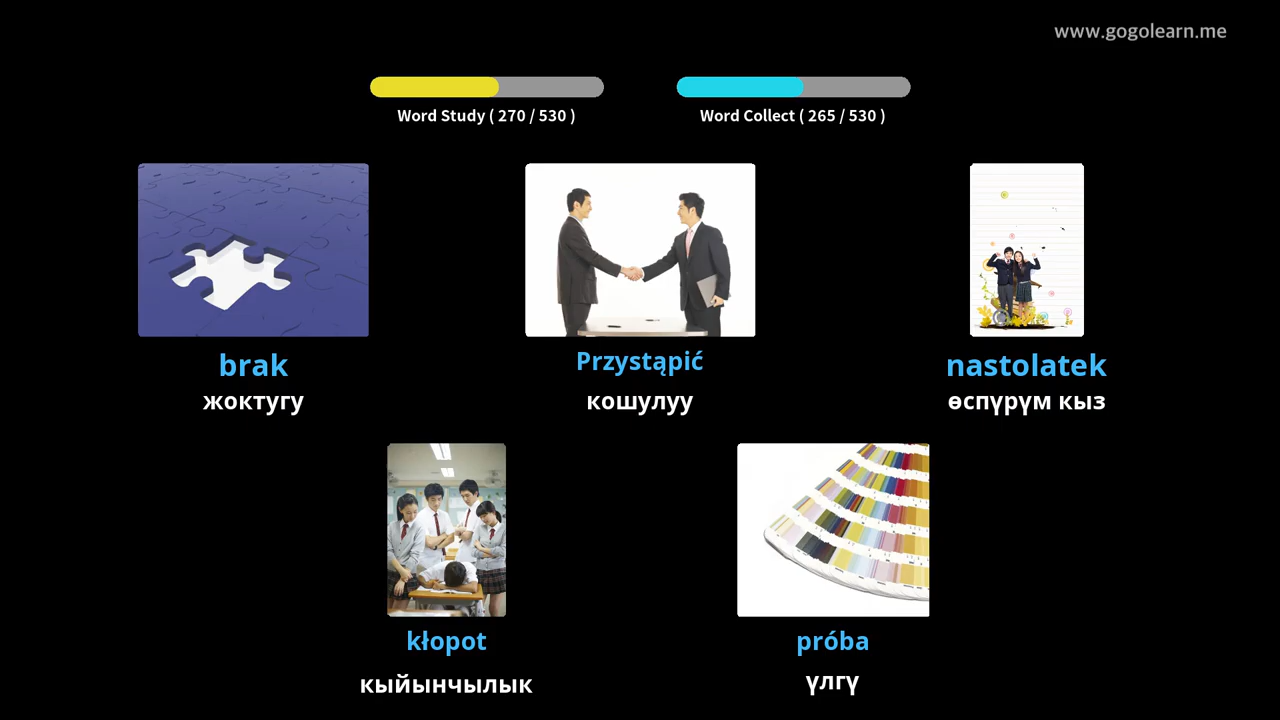 www.gogolearn.me
Word Study ( 270 / 530 )
Word Collect ( 265 / 530 )
brak
Przystąpić
nastolatek
жоктугу
кошулуу
өспүрүм кыз
kłopot
próba
кыйынчылык
үлгү